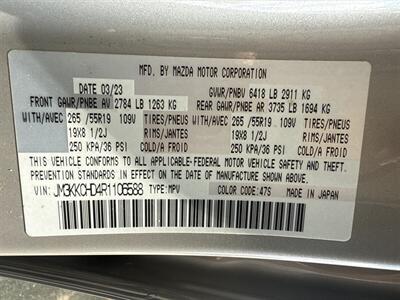 MFD. BY MAZDA MOTOR CORPORATION
DATE 03/23 GVWR/PNBV 6418 LB 2911 KG
FRONT GAWR/PNBE AV 2784 LB 1263 KG REAR GAWR/PNBE AR 3735 LB 1694 KG
WITH/AVEC 265 /55R19 109V TIRES/PNEUS WITH/AVEC 265 /55R19 109V TIRES/PNEUS
19X8 1/2J RIMS/JANTES 19X8 1/2J RIMS/JANTES
250 KPA/36 PSI COLD/A FROID 250 KPA/36 PSI COLD/A FROID
THIS VEHICLE CONFORMS TO ALL APPLICABLE FEDERAL MOTOR VEHICLE SAFETY AND THEFT
PREVENTION AND BUMPER STANDARDS IN EFFECT ON THE DATE OF MANUFACTURE SHOWN ABOVE.
VIN: JM3KKCHD4R1106588 TYPE: MPV COLOR CODE: 47S MADE IN JAPAN